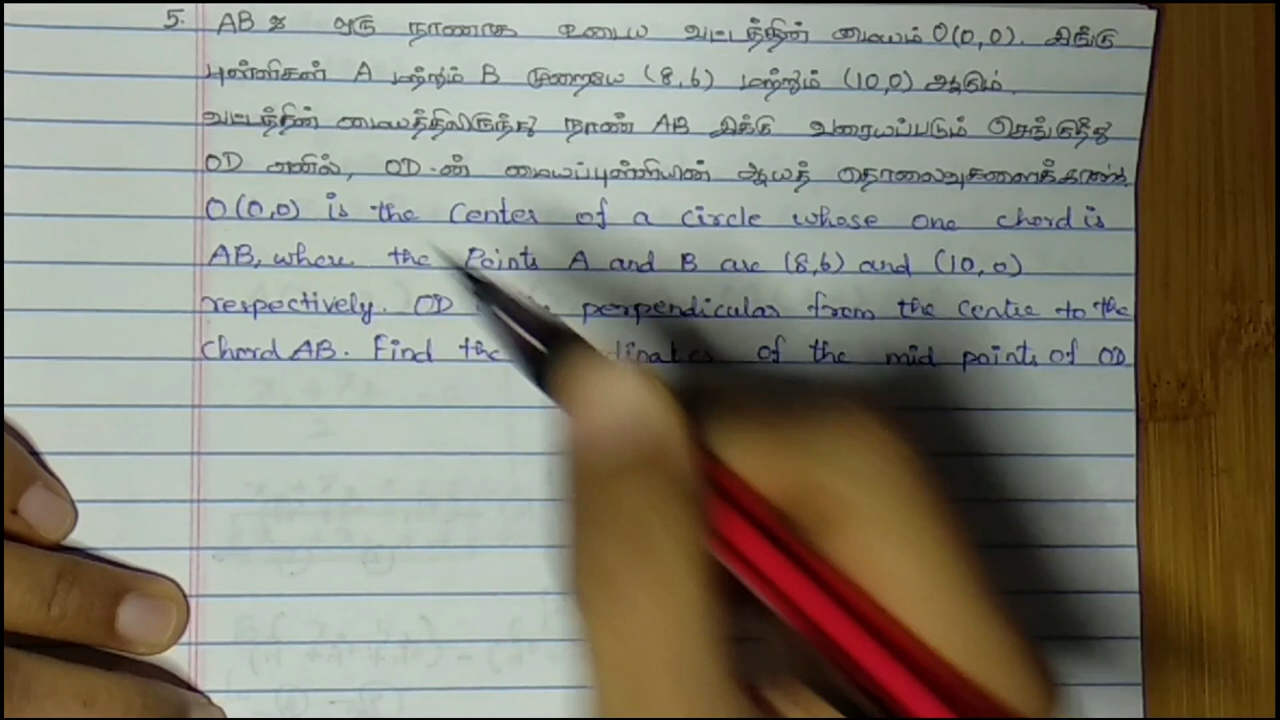 5. AB ஐ ஒரு நாணாக உடைய வட்டத்தின் மையம் O(0,0). இங்கு
புள்ளிகள் A மற்றும் B முறையே (8,6) மற்றும் (10,0) ஆகும்.
வட்டத்தின் மையத்திலிருந்து நாண் AB இக்கு வரையப்படும் செங்குத்து
OD எனில், OD-ன் மையப்புள்ளியின் ஆயத் தொலைவுகளைக்காண்க.
O(0,0) is the center of a circle whose one chord is
AB, where the Points A and B are (8,6) and (10,0)
respectively. OD perpendicular from the centre to the
Chord AB. Find the of the mid points of OD